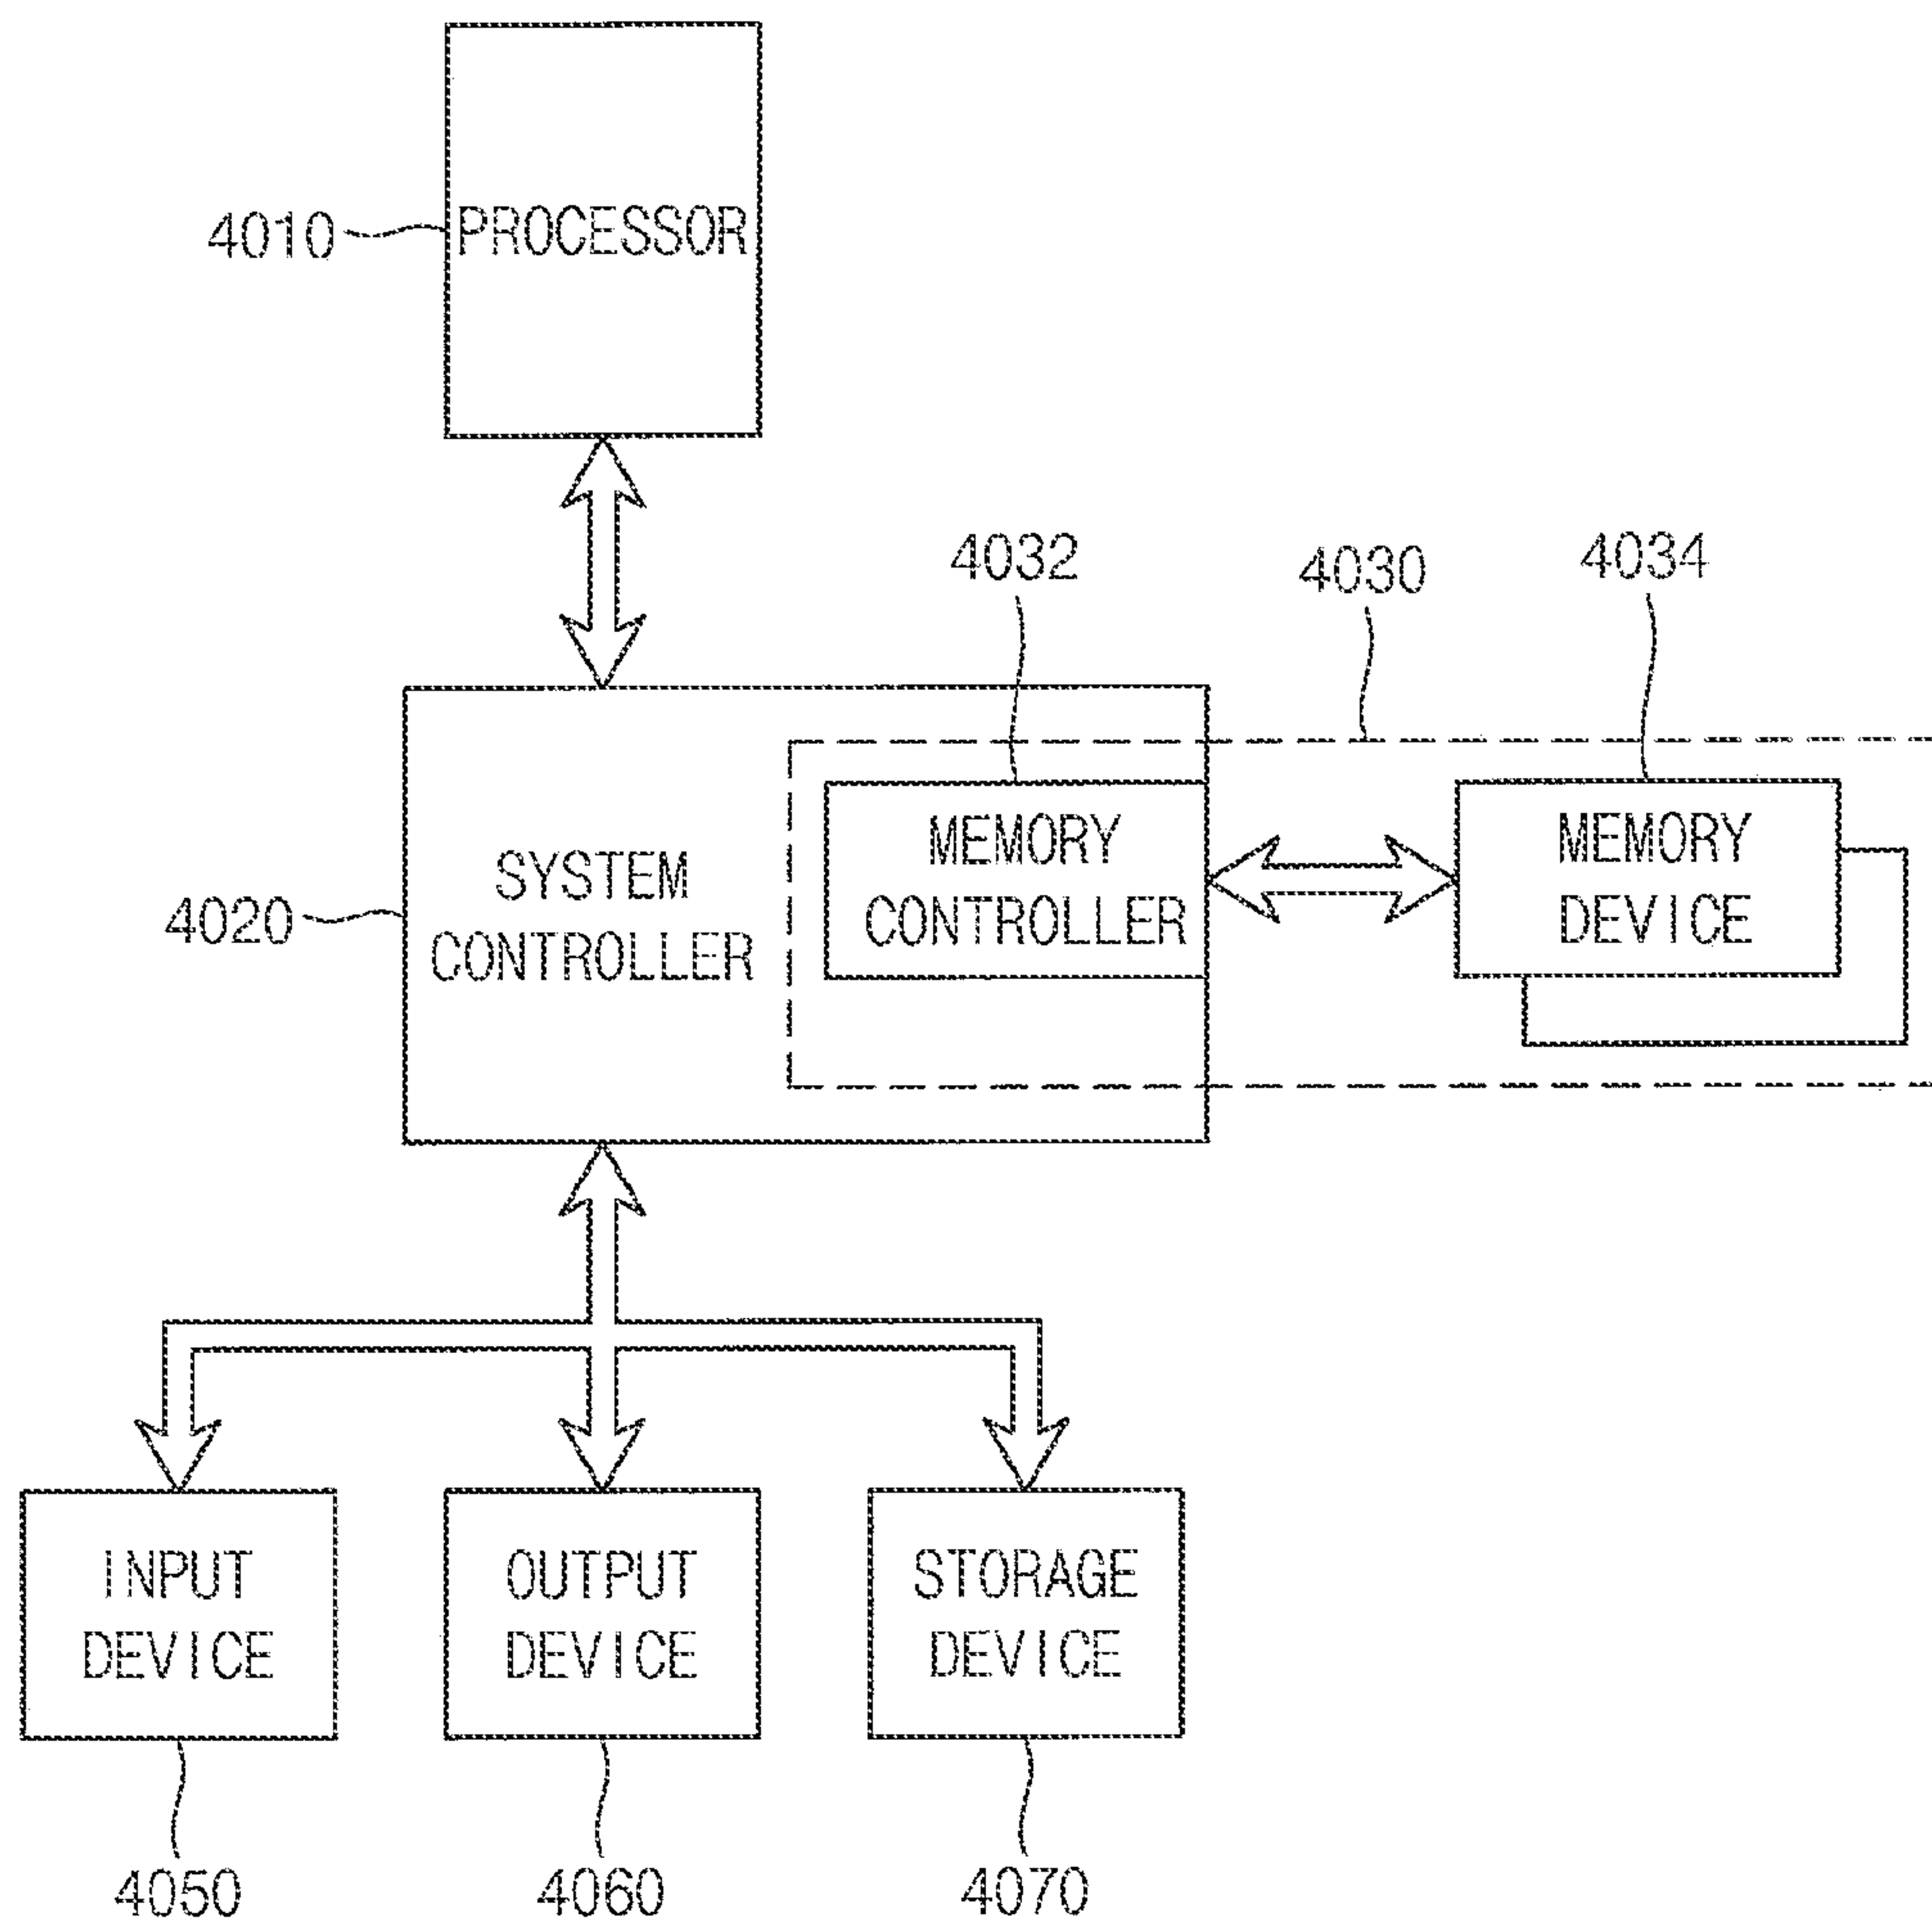 4010
PROCESSOR
4032
4030
4034
4020
SYSTEM
CONTROLLER
MEMORY
CONTROLLER
MEMORY
DEVICE
INPUT
DEVICE
OUTPUT
DEVICE
STORAGE
DEVICE
4050
4060
4070